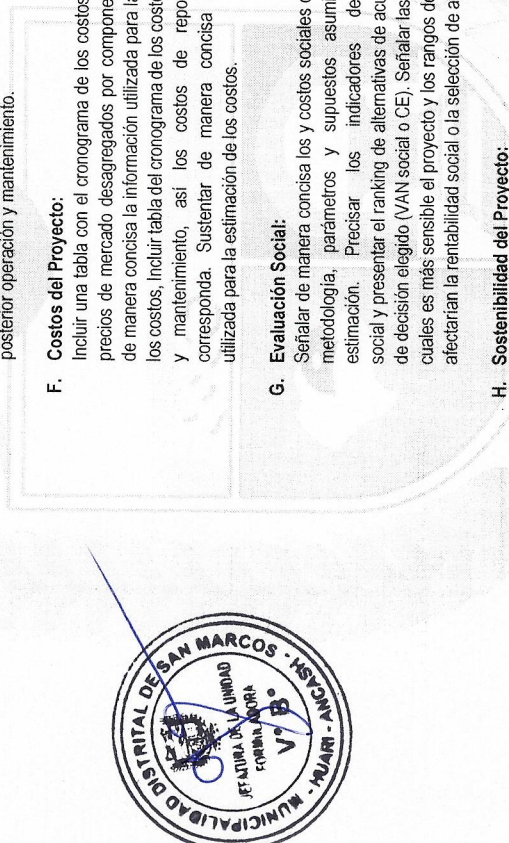 posterior operación y mantenimiento.
F. Costos del Proyecto:
Incluir una tabla con el cronograma de los costos
precios de mercado desagregados por compone
de manera concisa la información utilizada para la
los costos, Incluir tabla del cronograma de los costo
y mantenimiento, así los costos de repo
corresponda. Sustentar de manera concisa
utilizada para la estimación de los costos.
G. Evaluación Social:
Señalar de manera concisa los y costos sociales
metodología, parámetros y supuestos asumi
estimación. Precisar los indicadores de
social y presentar el ranking de alternativas de acu
de decisión elegido (VAN social o CE). Señalar las
cuales es más sensible el proyecto y los rangos de
afectarían la rentabilidad social o la selección de a
H. Sostenibilidad del Proyecto:
MUNICIPALIDAD DISTRITAL DE SAN MARCOS - HUARI - ANCASH
JEFATURA DE LA UNIDAD
FORMULADORA
V° B°